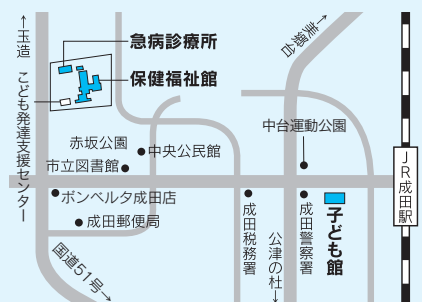 ←玉造
こども発達支援センター
急病診療所
保健福祉館
→美郷台
赤坂公園
中央公民館
市立図書館
中台運動公園
ボンベルタ成田店
成田郵便局
国道51号→
成田税務署
公津の杜→
成田警察署
子ども館
JR成田駅